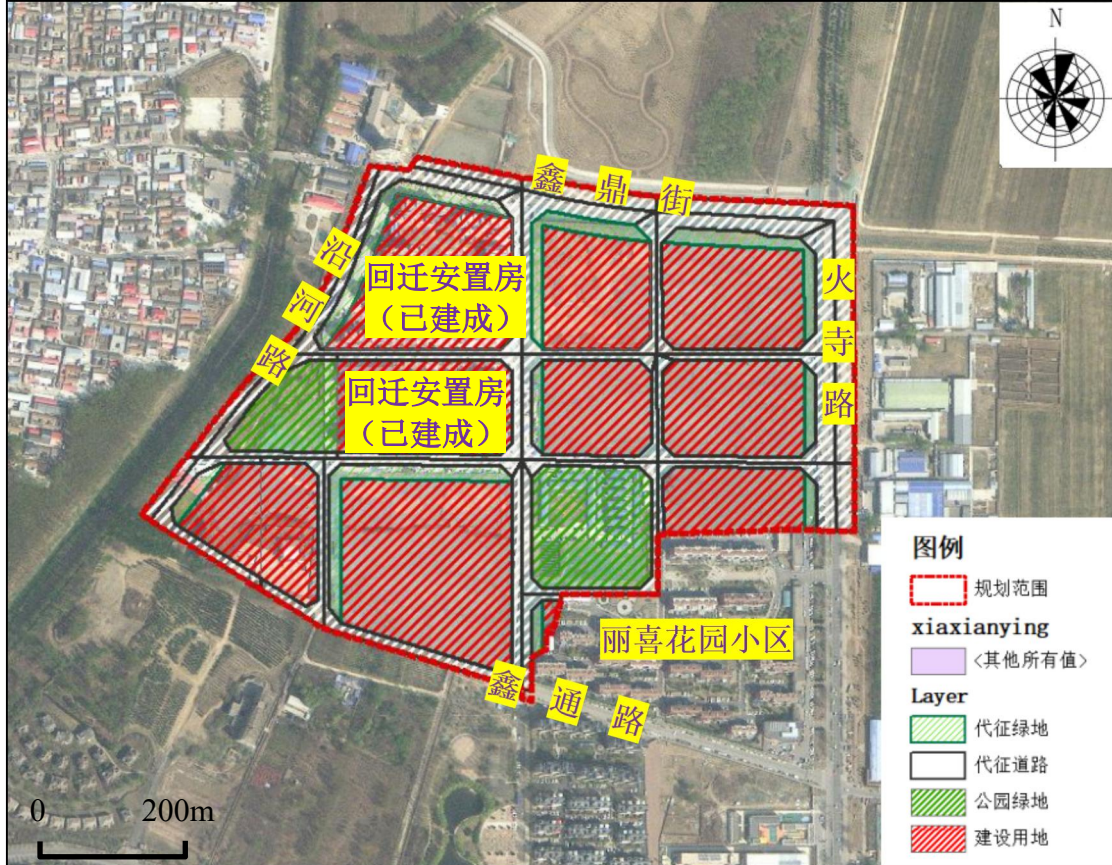 N
鑫鼎街
沿河路
火寺路
回迁安置房
（已建成）
回迁安置房
（已建成）
丽喜花园小区
鑫通路
0 200m
图例
规划范围
xiaxianying
<其他所有值>
Layer
代征绿地
代征道路
公园绿地
建设用地